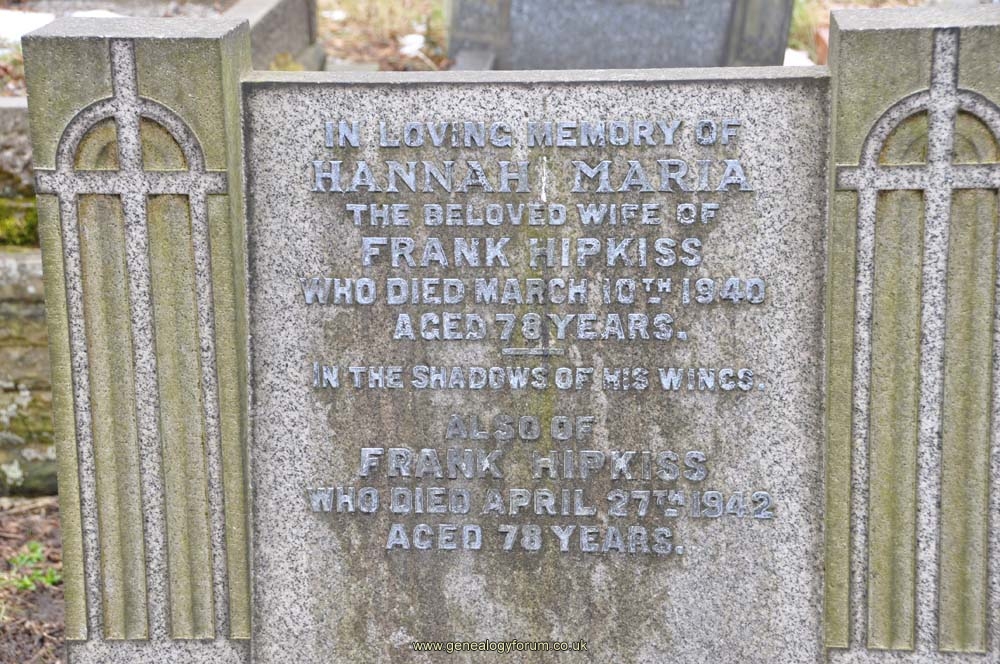 IN LOVING MEMORY OF
HANNAH MARIA
THE BELOVED WIFE OF
FRANK HIPKISS
WHO DIED MARCH 10TH 1940
AGED 78 YEARS.
IN THE SHADOWS OF HIS WINGS.
ALSO OF
FRANK HIPKISS
WHO DIED APRIL 27TH 1942
AGED 78 YEARS.
www.genealogyforum.co.uk